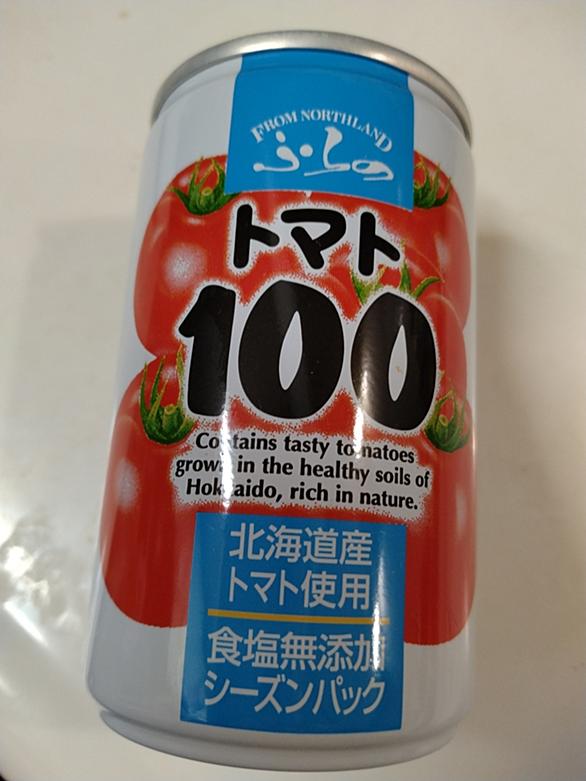 FROM NORTHLAND
ふらの
トマト
100
Contains tasty tomatoes
grown in the healthy soils of
Hokkaido, rich in nature.
北海道産
トマト使用
食塩無添加
シーズンパック